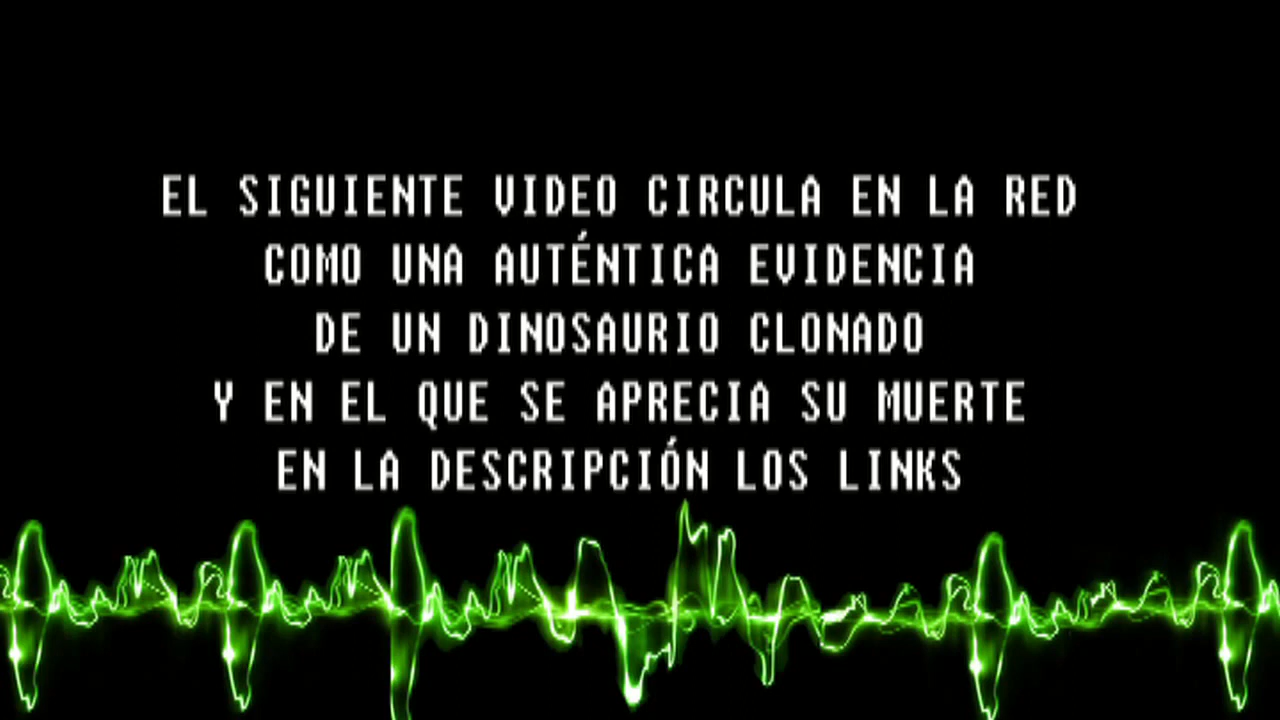 EL SIGUIENTE VIDEO CIRCULA EN LA RED
COMO UNA AUTÉNTICA EVIDENCIA
DE UN DINOSAURIO CLONADO
Y EN EL QUE SE APRECIA SU MUERTE
EN LA DESCRIPCIÓN LOS LINKS